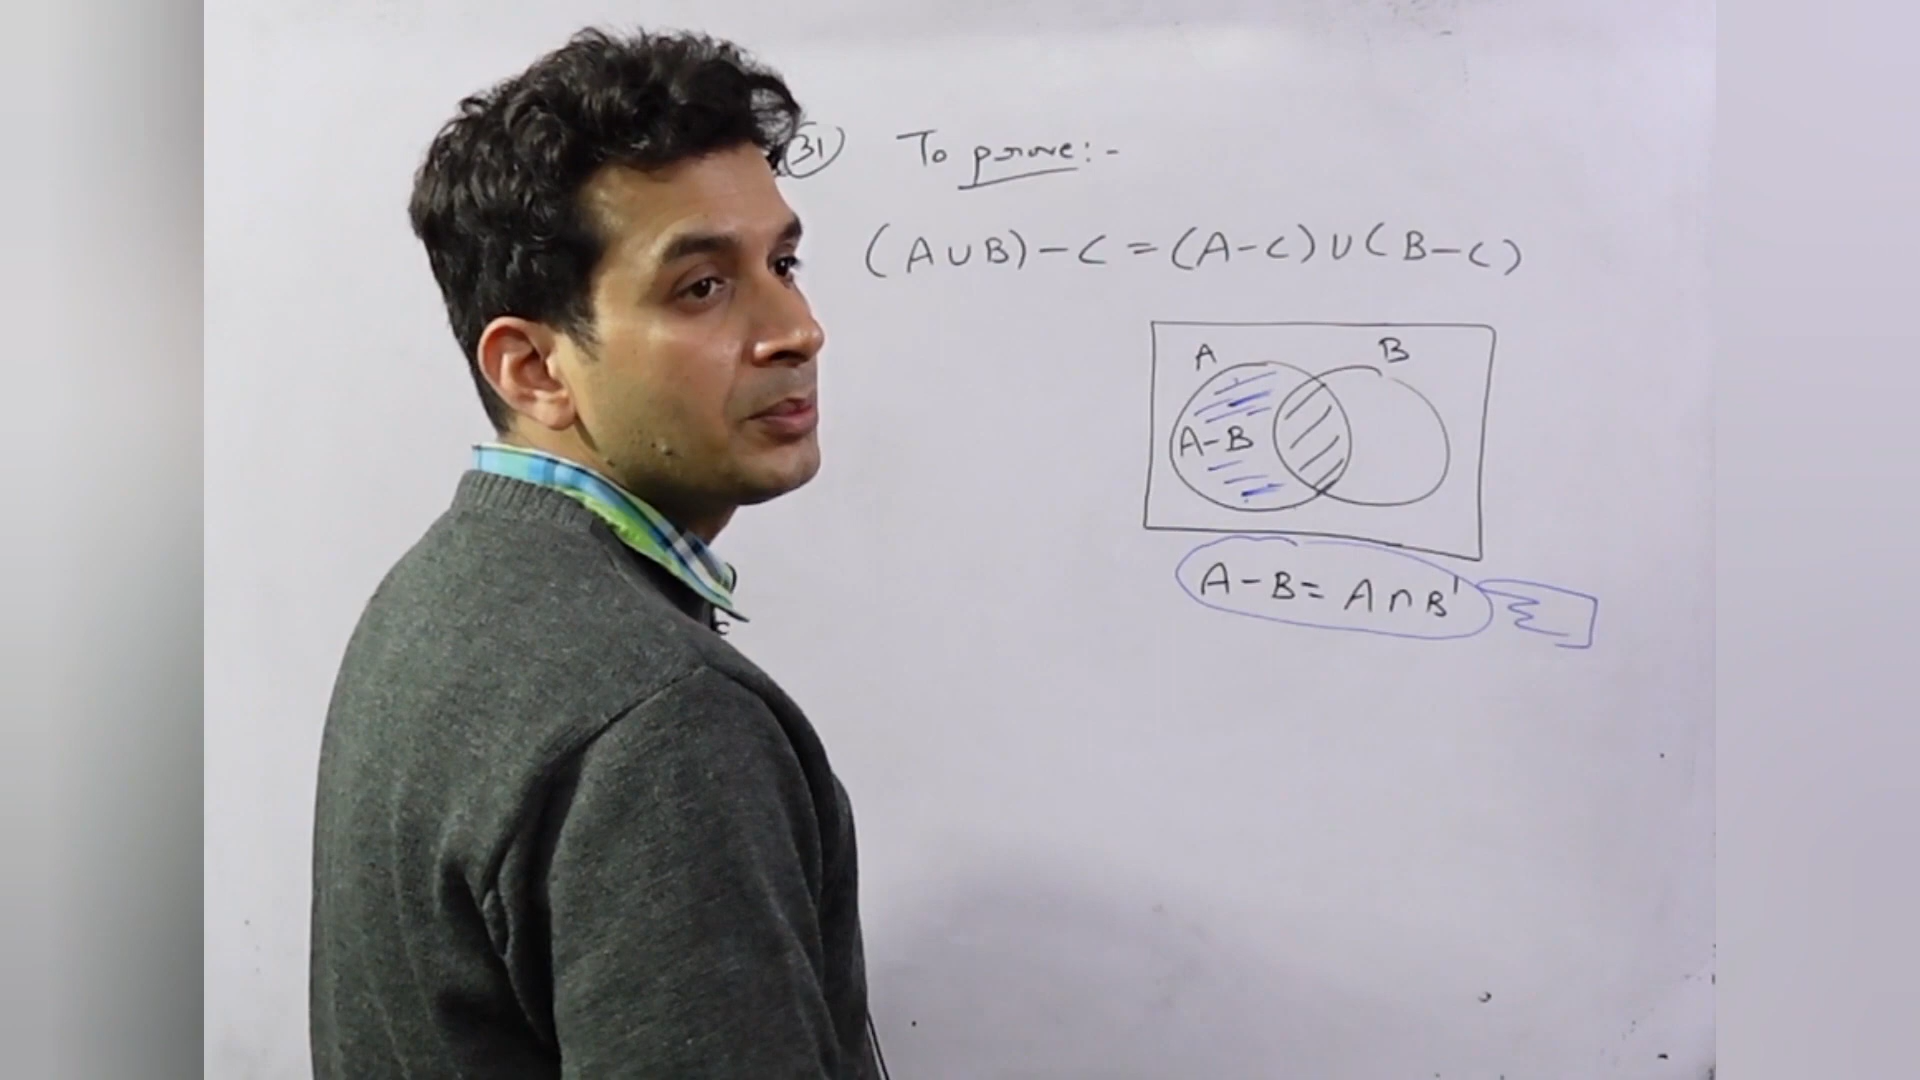 31 To prove:-
(A∪B)-C=(A-C)∪(B-C)
A B
A-B
A-B= A∩B'